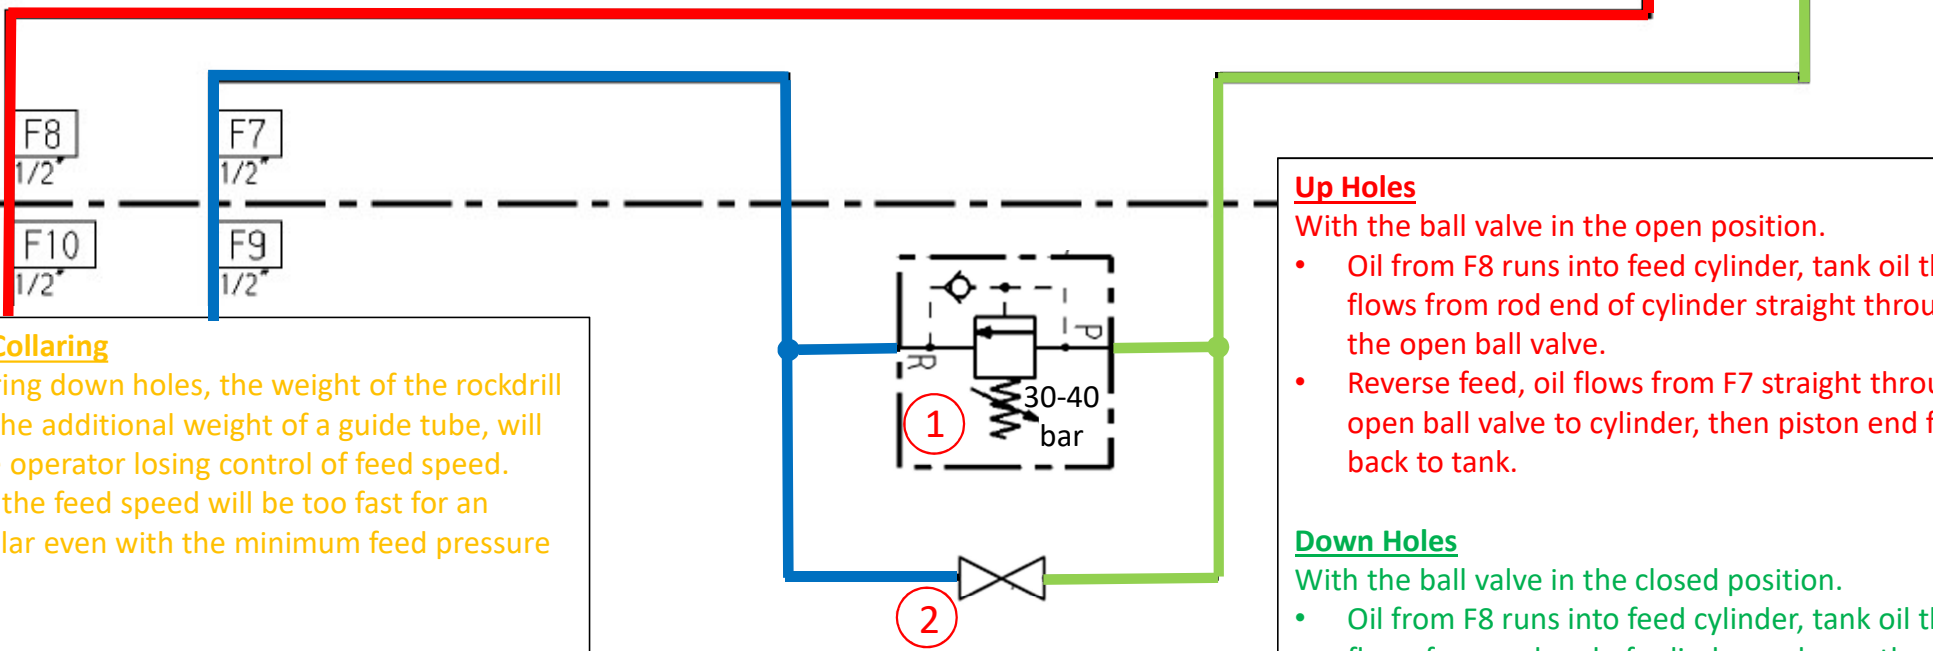 F8
1/2"
F7
1/2"
F10
1/2"
F9
1/2"
Collaring
ring down holes, the weight of the rockdrill
he additional weight of a guide tube, will
operator losing control of feed speed.
the feed speed will be too fast for an
lar even with the minimum feed pressure
R
P
30-40
bar
1
2
Up Holes
With the ball valve in the open position.
• Oil from F8 runs into feed cylinder, tank oil th
flows from rod end of cylinder straight throu
the open ball valve.
• Reverse feed, oil flows from F7 straight throu
open ball valve to cylinder, then piston end f
back to tank.
Down Holes
With the ball valve in the closed position.
• Oil from F8 runs into feed cylinder, tank oil th